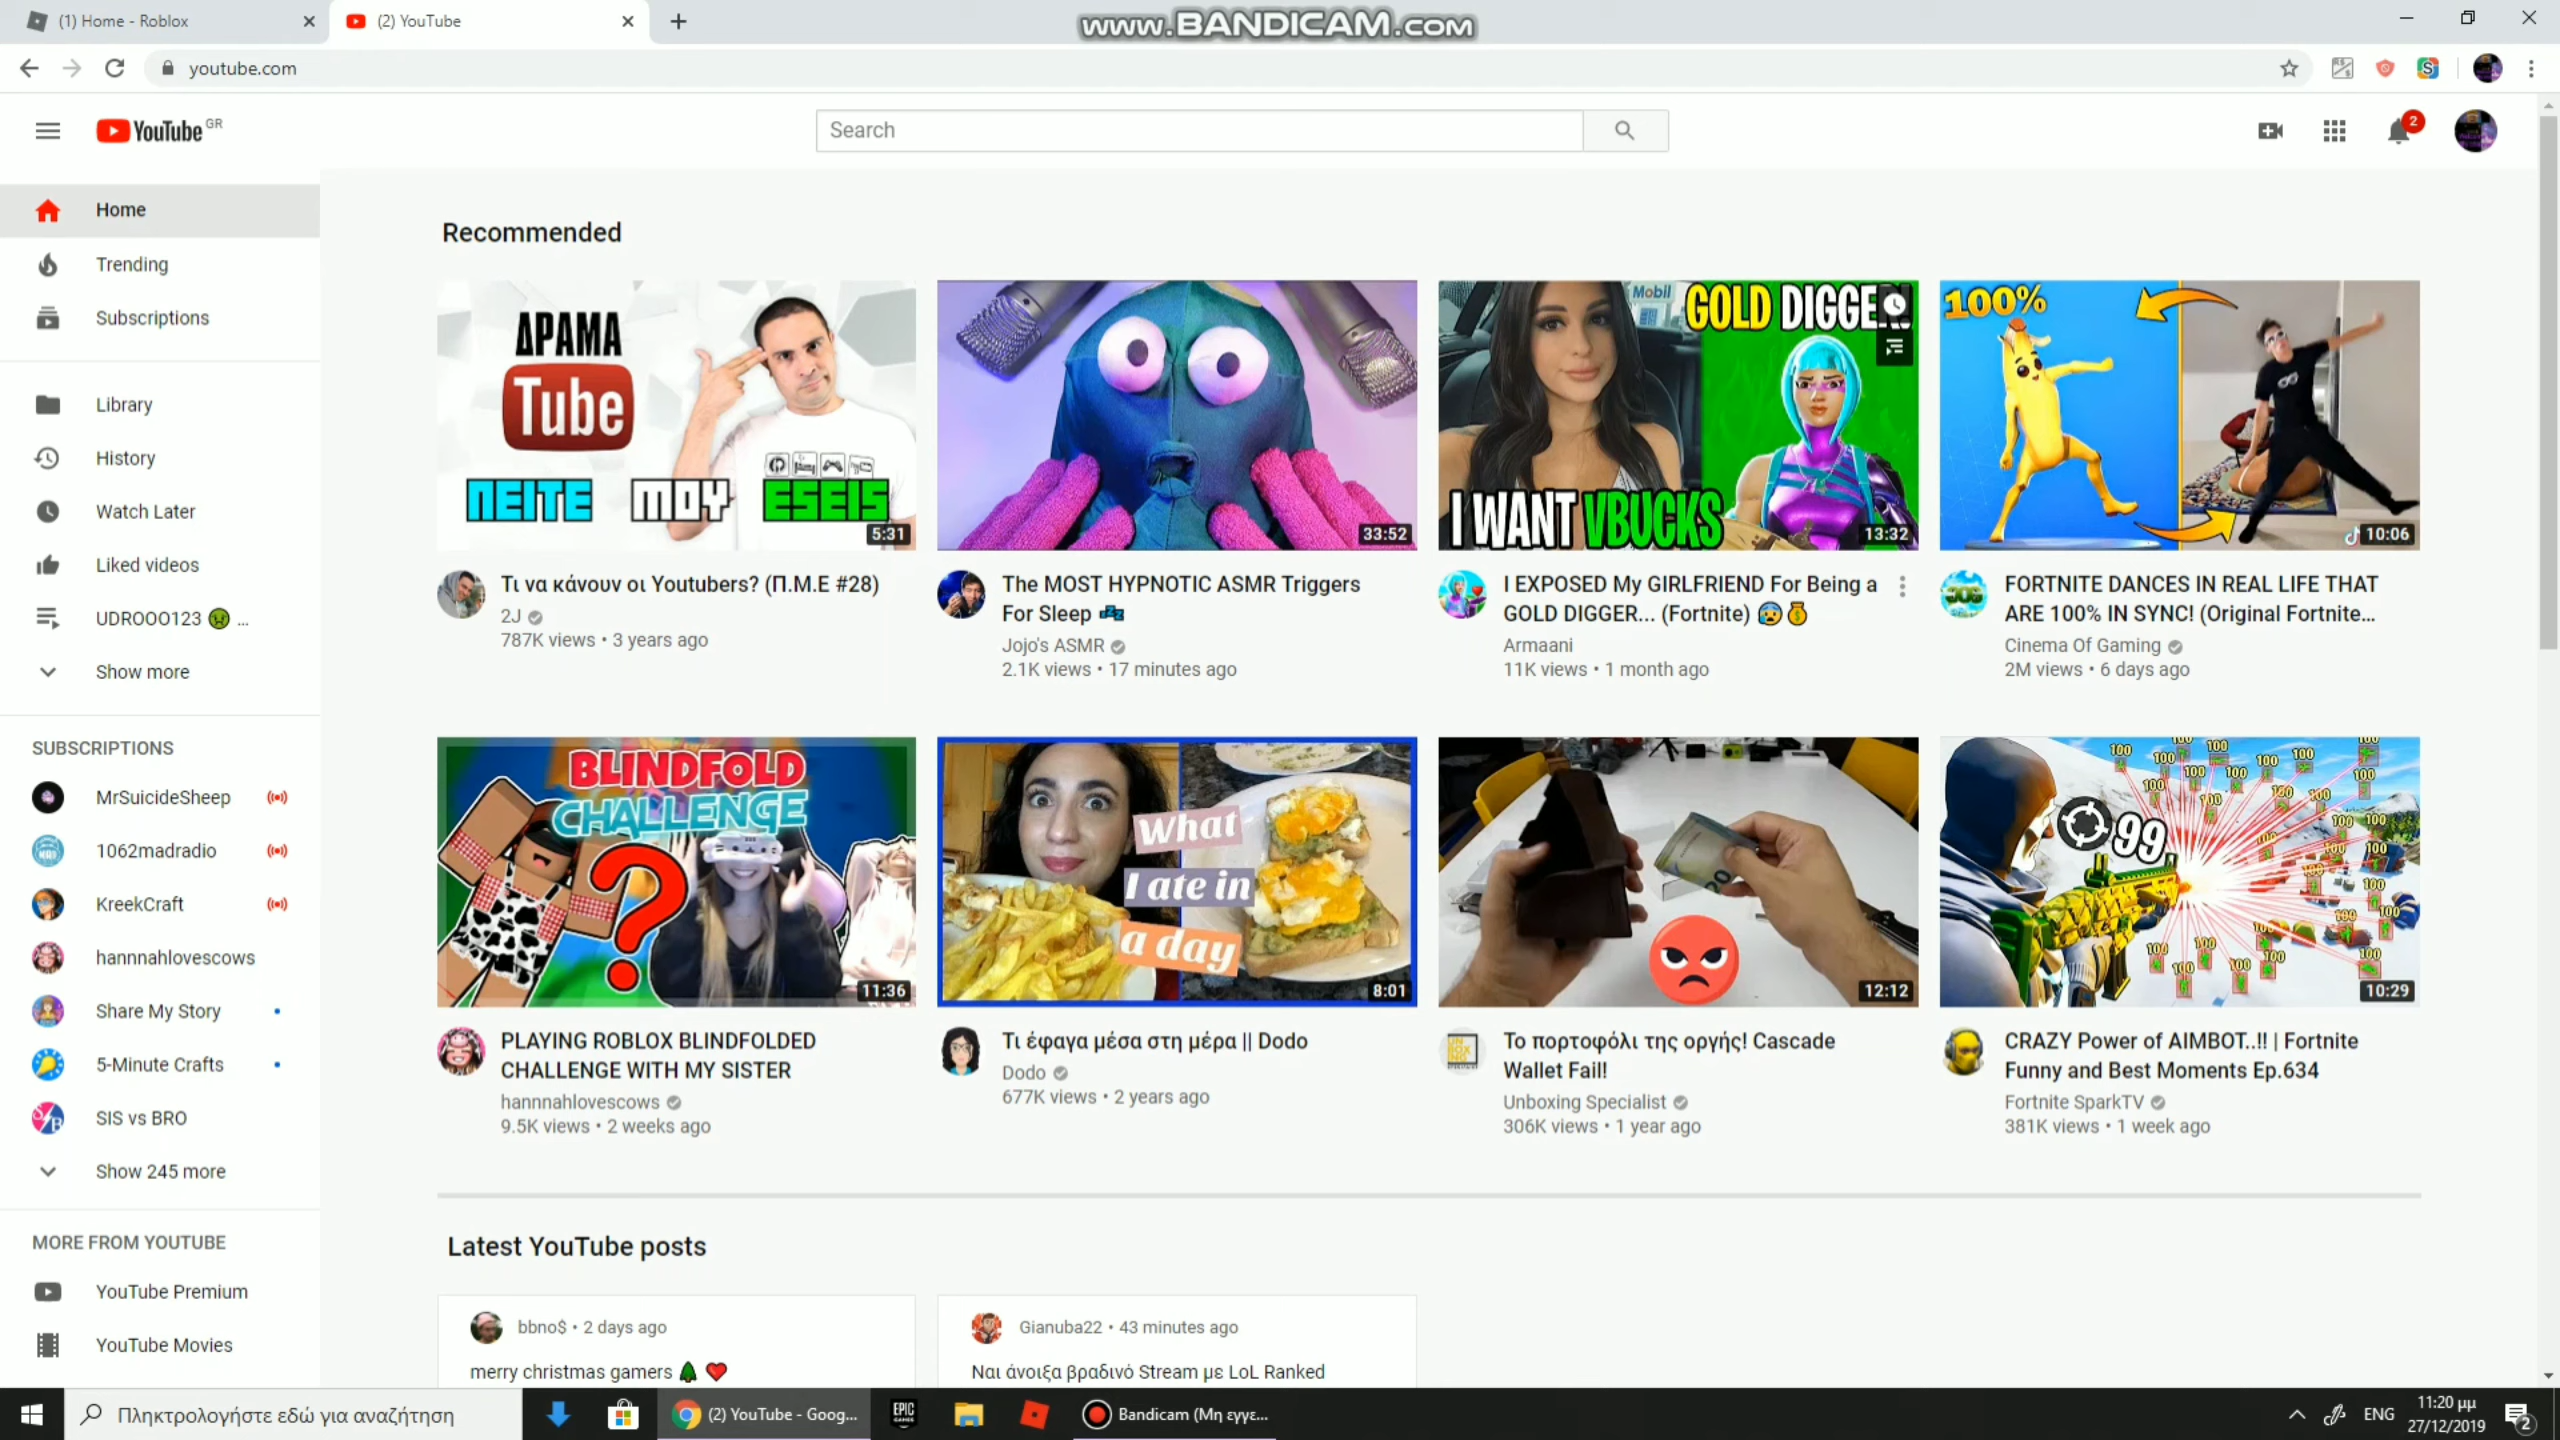 (1) Home - Roblox
(2) YouTube
www.BANDICAM.com
youtube.com
YouTube GR
Search
2
Home
Trending
Subscriptions
Library
History
Watch Later
Liked videos
UDROOO123 🤢 ...
Show more
SUBSCRIPTIONS
MrSuicideSheep
1062madradio
KreekCraft
hannnahlovescows
Share My Story
5-Minute Crafts
SIS vs BRO
Show 245 more
MORE FROM YOUTUBE
YouTube Premium
YouTube Movies
Recommended
ΔΡΑΜΑ
Tube
ΠΕΙΤΕ ΜΟΥ ESEIS
5:31
33:52
Mobil
GOLD DIGGER
I WANT VBUCKS
13:32
100%
10:06
Τι να κάνουν οι Youtubers? (Π.Μ.Ε #28)
2J
787K views • 3 years ago
The MOST HYPNOTIC ASMR Triggers
For Sleep 💤
Jojo's ASMR
2.1K views • 17 minutes ago
I EXPOSED My GIRLFRIEND For Being a
GOLD DIGGER... (Fortnite) 😰💰
Armaani
11K views • 1 month ago
FORTNITE DANCES IN REAL LIFE THAT
ARE 100% IN SYNC! (Original Fortnite...
Cinema Of Gaming
2M views • 6 days ago
BLINDFOLD
CHALLENGE
11:36
What
I ate in
a day
8:01
12:12
99
10:29
PLAYING ROBLOX BLINDFOLDED
CHALLENGE WITH MY SISTER
hannnahlovescows
9.5K views • 2 weeks ago
Τι έφαγα μέσα στη μέρα || Dodo
Dodo
677K views • 2 years ago
Το πορτοφόλι της οργής! Cascade
Wallet Fail!
Unboxing Specialist
306K views • 1 year ago
CRAZY Power of AIMBOT..!! | Fortnite
Funny and Best Moments Ep.634
Fortnite SparkTV
381K views • 1 week ago
Latest YouTube posts
bbno$ • 2 days ago
merry christmas gamers 🌲 ❤️
Gianuba22 • 43 minutes ago
Ναι άνοιξα βραδινό Stream με LoL Ranked
Πληκτρολογήστε εδώ για αναζήτηση
(2) YouTube - Goog...
EPIC
GAMES
Bandicam (Μη εγγε...
ENG
11:20 μμ
27/12/2019
2